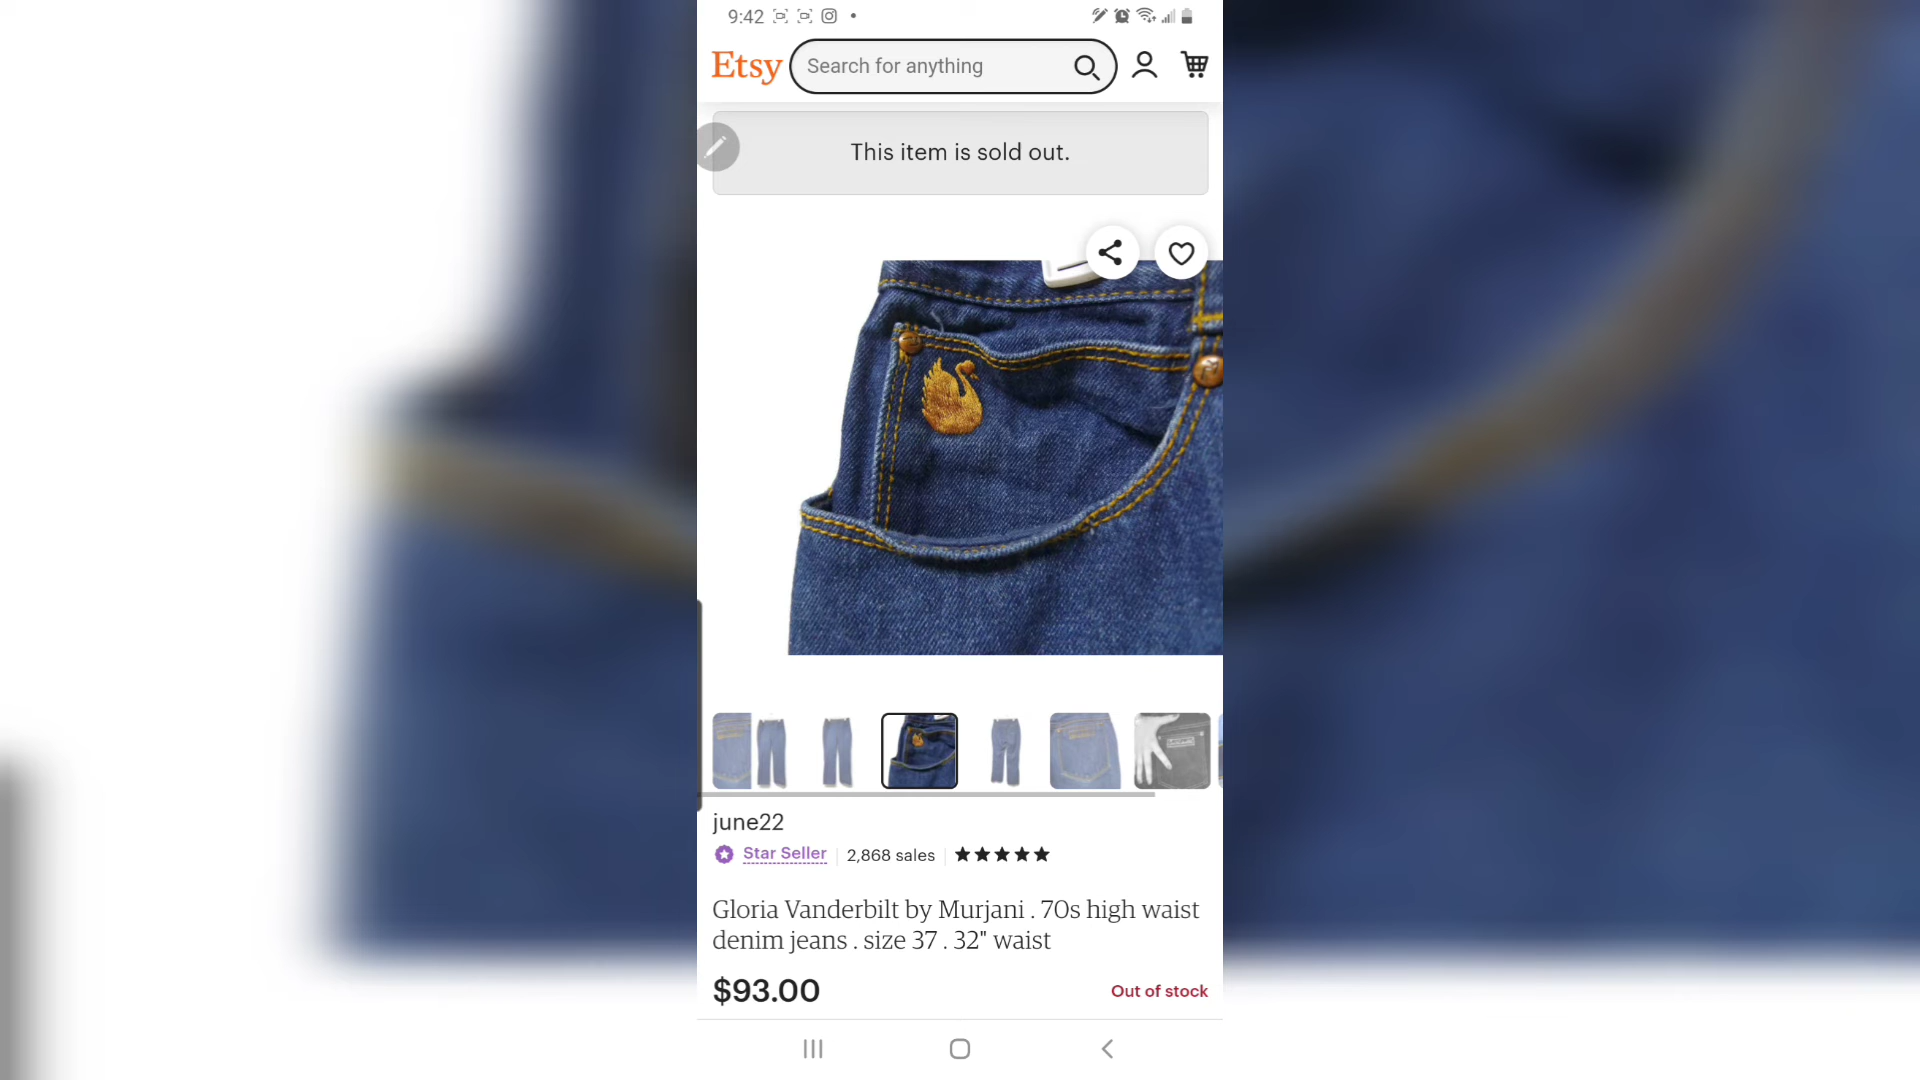 9:42
Etsy
Search for anything
This item is sold out.
june22
Star Seller
2,868 sales
Gloria Vanderbilt by Murjani . 70s high waist
denim jeans . size 37 . 32" waist
$93.00
Out of stock